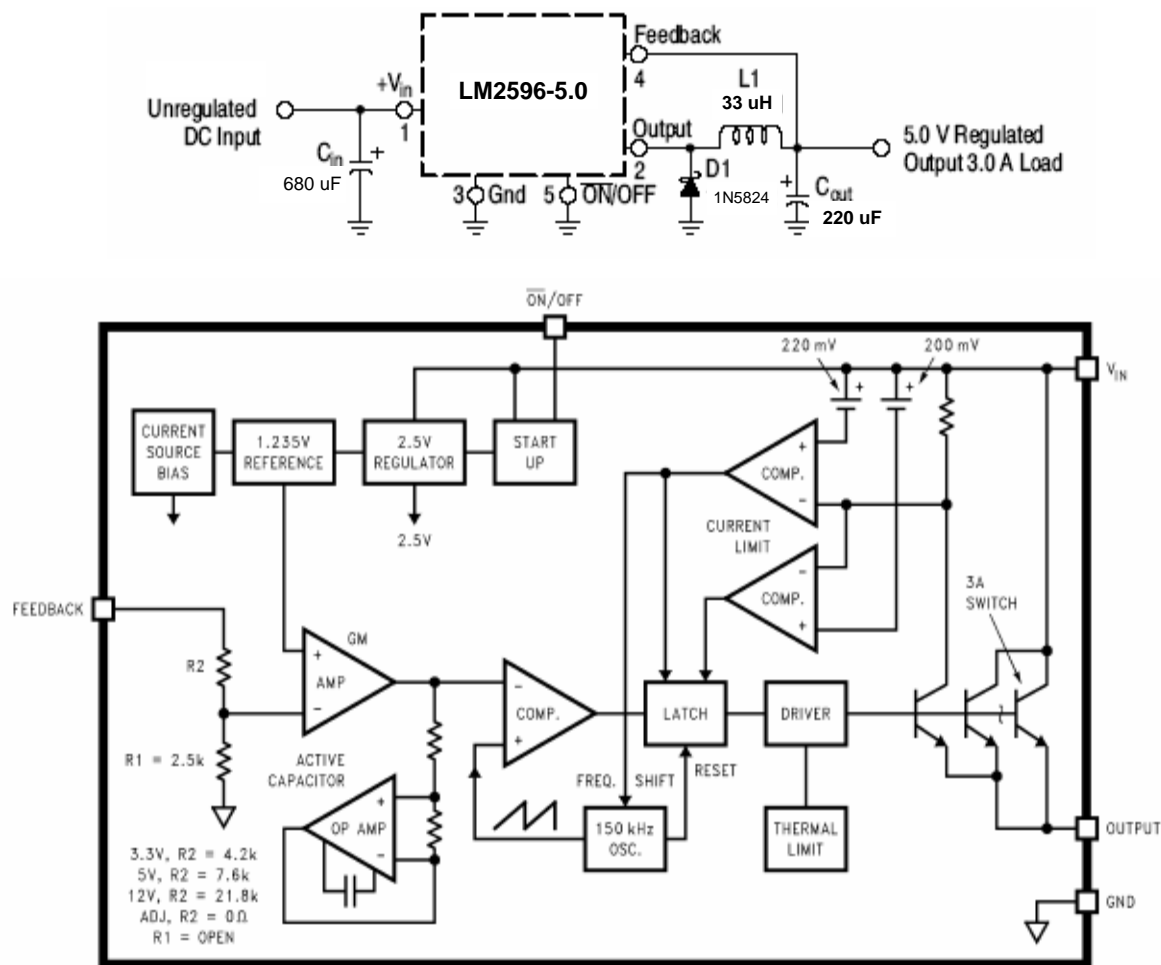 Feedback
4
LM2596-5.0
L1
33 uH
+Vin
1
Unregulated
DC Input
Output
2
5.0 V Regulated
Output 3.0 A Load
Cin
680 uF
+
D1
1N5824
+
Cout
220 uF
3 Gnd
5 ON/OFF
ON/OFF
220 mV
200 mV
+
+
VIN
CURRENT
SOURCE
BIAS
1.235V
REFERENCE
2.5V
REGULATOR
START
UP
2.5V
+
COMP.
-
CURRENT
LIMIT
-
COMP.
+
3A
SWITCH
FEEDBACK
R2
GM
+
AMP
-
-
COMP.
+
LATCH
DRIVER
R1 = 2.5k
ACTIVE
CAPACITOR
RESET
FREQ. SHIFT
+
OP AMP
-
150 kHz
OSC.
THERMAL
LIMIT
OUTPUT
3.3V, R2 = 4.2k
5V, R2 = 7.6k
12V, R2 = 21.8k
ADJ, R2 = 0Ω
R1 = OPEN
GND